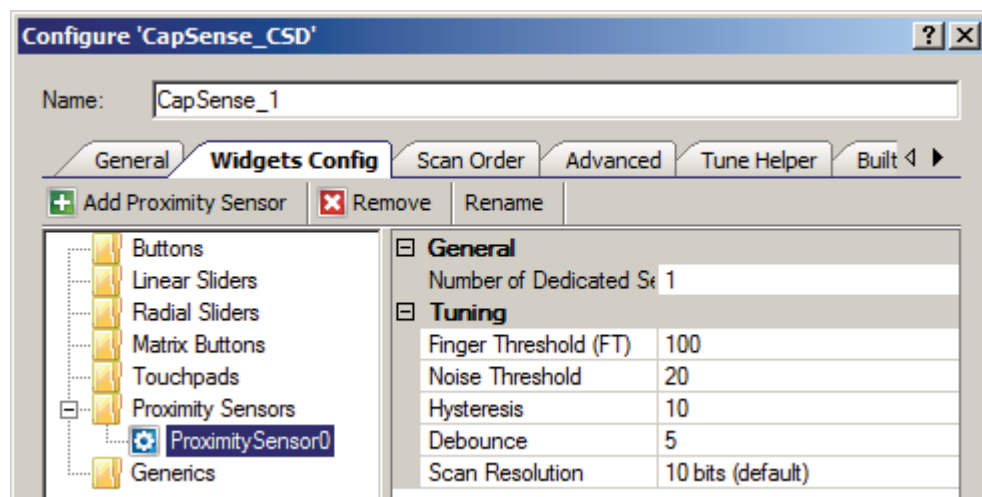 Configure 'CapSense_CSD'
Name: CapSense_1
General Widgets Config Scan Order Advanced Tune Helper Built
Add Proximity Sensor Remove Rename
Buttons
Linear Sliders
Radial Sliders
Matrix Buttons
Touchpads
Proximity Sensors
ProximitySensor0
Generics
General
Number of Dedicated Se 1
Tuning
Finger Threshold (FT) 100
Noise Threshold 20
Hysteresis 10
Debounce 5
Scan Resolution 10 bits (default)